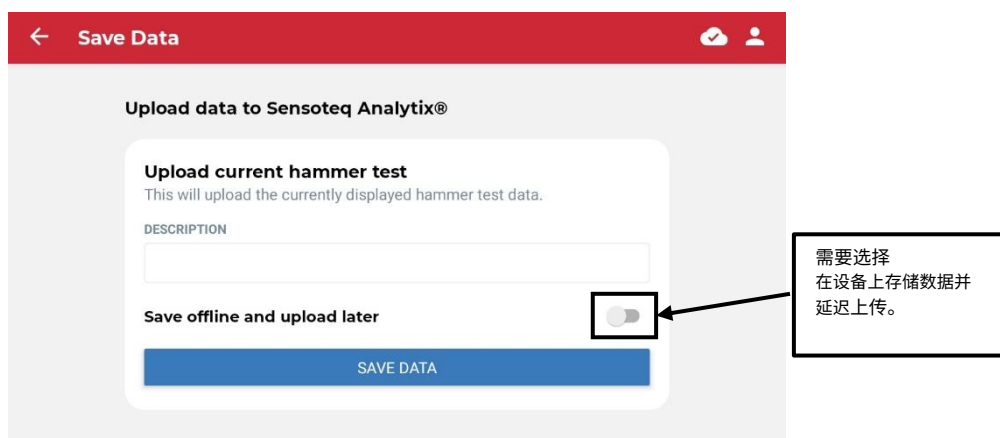 Save Data
Upload data to Sensoteq Analytix®
Upload current hammer test
This will upload the currently displayed hammer test data.
DESCRIPTION
Save offline and upload later
SAVE DATA
需要选择
在设备上存储数据并
延迟上传。